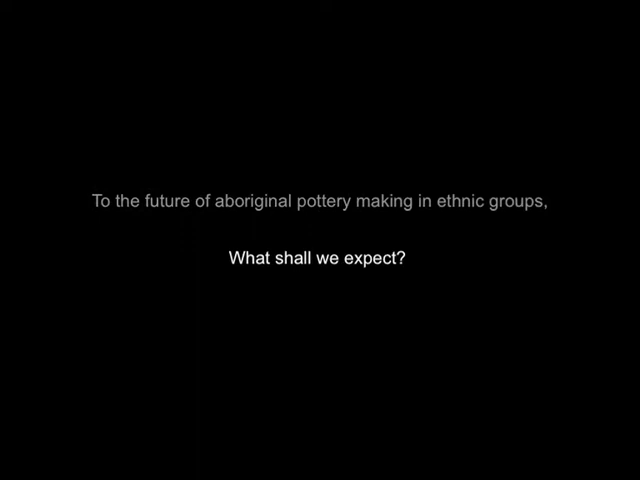 To the future of aboriginal pottery making in ethnic groups,
What shall we expect?